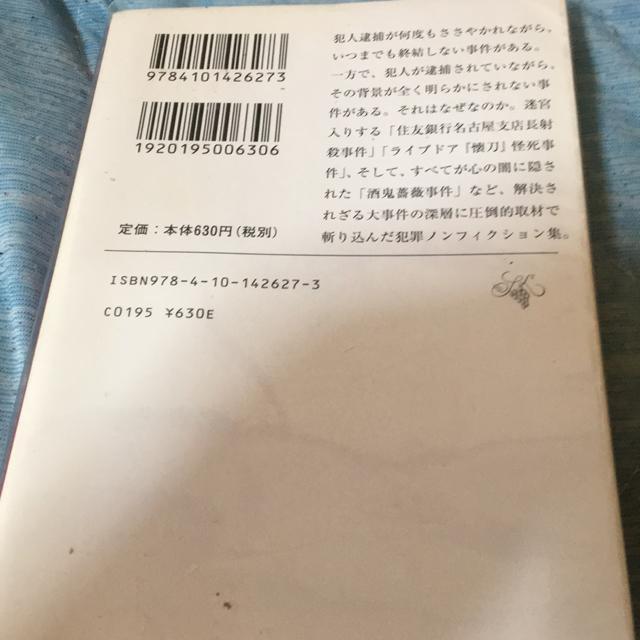 9784101426273
1920195006306
定価：本体630円（税別）
犯人逮捕が何度もささやかれながら、
いつまでも終結しない事件がある。
一方で、犯人が逮捕されていながら、
その背景が全く明らかにされない事
件がある。それはなぜなのか。迷宮
入りする「住友銀行名古屋支店長射
殺事件」「ライブドア『懐刀』怪死事
件」、そして、すべてが心の闇に隠さ
れた「酒鬼薔薇事件」など、解決さ
れざる大事件の深層に圧倒的取材で
斬り込んだ犯罪ノンフィクション集。
ISBN978-4-10-142627-3
C0195 ¥630E